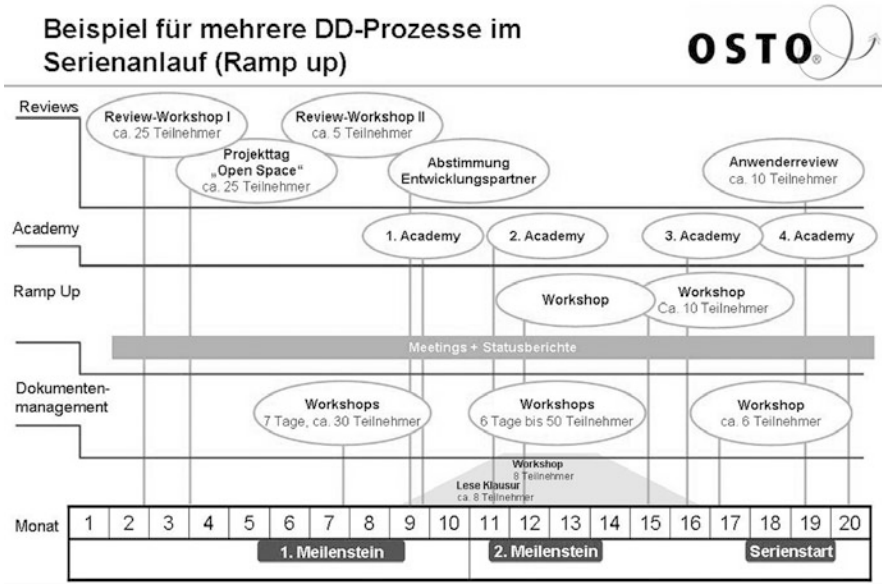 Beispiel für mehrere DD-Prozesse im
Serienanlauf (Ramp up)
OSTO®
Reviews
Review-Workshop I
ca. 25 Teilnehmer
Review-Workshop II
ca. 5 Teilnehmer
Projekttag
„Open Space“
ca. 25 Teilnehmer
Abstimmung
Entwicklungspartner
Anwenderreview
ca. 10 Teilnehmer
Academy
1. Academy
2. Academy
3. Academy
4. Academy
Ramp Up
Workshop
Workshop
Ca. 10 Teilnehmer
Meetings + Statusberichte
Dokumenten-
management
Workshops
7 Tage, ca. 30 Teilnehmer
Workshops
6 Tage bis 50 Teilnehmer
Workshop
ca. 6 Teilnehmer
Workshop
8 Teilnehmer
Lese Klausur
ca. 8 Teilnehmer
Monat 1 2 3 4 5 6 7 8 9 10 11 12 13 14 15 16 17 18 19 20
1. Meilenstein 2. Meilenstein Serienstart